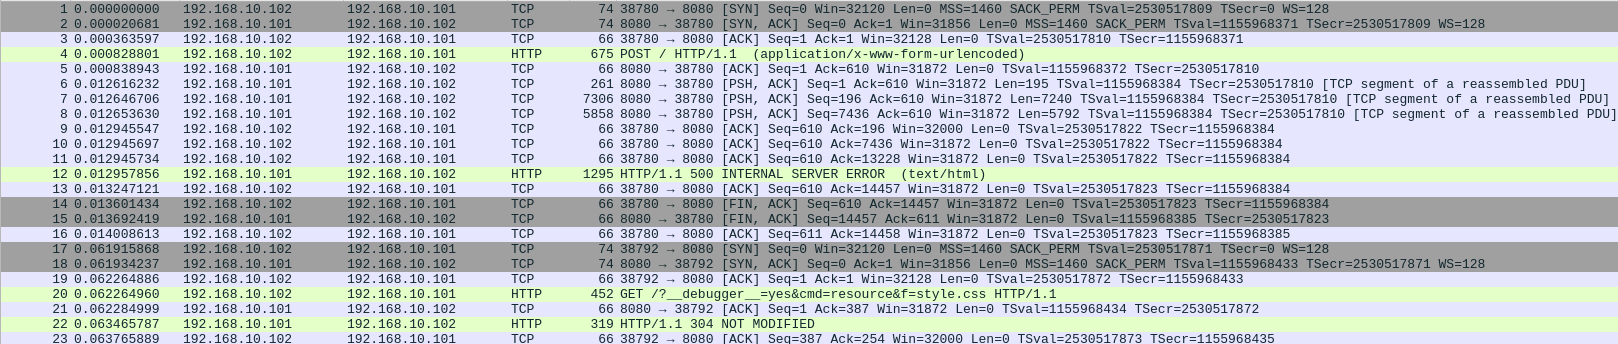 1 0.000000000 192.168.10.102 192.168.10.101 TCP 74 38780 → 8080 [SYN] Seq=0 Win=32120 Len=0 MSS=1460 SACK_PERM TSval=2530517809 TSecr=0 WS=128
2 0.000020681 192.168.10.101 192.168.10.102 TCP 74 8080 → 38780 [SYN, ACK] Seq=0 Ack=1 Win=31856 Len=0 MSS=1460 SACK_PERM TSval=1155968371 TSecr=2530517809 WS=128
3 0.000363597 192.168.10.102 192.168.10.101 TCP 66 38780 → 8080 [ACK] Seq=1 Ack=1 Win=32128 Len=0 TSval=2530517810 TSecr=1155968371
4 0.000828801 192.168.10.102 192.168.10.101 HTTP 675 POST / HTTP/1.1 (application/x-www-form-urlencoded)
5 0.000838943 192.168.10.101 192.168.10.102 TCP 66 8080 → 38780 [ACK] Seq=1 Ack=610 Win=31872 Len=0 TSval=1155968372 TSecr=2530517810
6 0.012616232 192.168.10.101 192.168.10.102 TCP 261 8080 → 38780 [PSH, ACK] Seq=1 Ack=610 Win=31872 Len=195 TSval=1155968384 TSecr=2530517810 [TCP segment of a reassembled PDU]
7 0.012646706 192.168.10.101 192.168.10.102 TCP 7306 8080 → 38780 [PSH, ACK] Seq=196 Ack=610 Win=31872 Len=7240 TSval=1155968384 TSecr=2530517810 [TCP segment of a reassembled PDU]
8 0.012653630 192.168.10.101 192.168.10.102 TCP 5858 8080 → 38780 [PSH, ACK] Seq=7436 Ack=610 Win=31872 Len=5792 TSval=1155968384 TSecr=2530517810 [TCP segment of a reassembled PDU]
9 0.012945547 192.168.10.102 192.168.10.101 TCP 66 38780 → 8080 [ACK] Seq=610 Ack=196 Win=32000 Len=0 TSval=2530517822 TSecr=1155968384
10 0.012945697 192.168.10.102 192.168.10.101 TCP 66 38780 → 8080 [ACK] Seq=610 Ack=7436 Win=31872 Len=0 TSval=2530517822 TSecr=1155968384
11 0.012945734 192.168.10.102 192.168.10.101 TCP 66 38780 → 8080 [ACK] Seq=610 Ack=13228 Win=31872 Len=0 TSval=2530517822 TSecr=1155968384
12 0.012957856 192.168.10.101 192.168.10.102 HTTP 1295 HTTP/1.1 500 INTERNAL SERVER ERROR (text/html)
13 0.013247121 192.168.10.102 192.168.10.101 TCP 66 38780 → 8080 [ACK] Seq=610 Ack=14457 Win=31872 Len=0 TSval=2530517823 TSecr=1155968384
14 0.013601434 192.168.10.102 192.168.10.101 TCP 66 38780 → 8080 [FIN, ACK] Seq=610 Ack=14457 Win=31872 Len=0 TSval=2530517823 TSecr=1155968384
15 0.013692419 192.168.10.101 192.168.10.102 TCP 66 8080 → 38780 [FIN, ACK] Seq=14457 Ack=611 Win=31872 Len=0 TSval=1155968385 TSecr=2530517823
16 0.014008613 192.168.10.102 192.168.10.101 TCP 66 38780 → 8080 [ACK] Seq=611 Ack=14458 Win=31872 Len=0 TSval=2530517823 TSecr=1155968385
17 0.061915868 192.168.10.102 192.168.10.101 TCP 74 38792 → 8080 [SYN] Seq=0 Win=32120 Len=0 MSS=1460 SACK_PERM TSval=2530517871 TSecr=0 WS=128
18 0.061934237 192.168.10.101 192.168.10.102 TCP 74 8080 → 38792 [SYN, ACK] Seq=0 Ack=1 Win=31856 Len=0 MSS=1460 SACK_PERM TSval=1155968433 TSecr=2530517871 WS=128
19 0.062264886 192.168.10.102 192.168.10.101 TCP 66 38792 → 8080 [ACK] Seq=1 Ack=1 Win=32128 Len=0 TSval=2530517872 TSecr=1155968433
20 0.062264960 192.168.10.102 192.168.10.101 HTTP 452 GET /?__debugger__=yes&cmd=resource&f=style.css HTTP/1.1
21 0.062284999 192.168.10.101 192.168.10.102 TCP 66 8080 → 38792 [ACK] Seq=1 Ack=387 Win=31872 Len=0 TSval=1155968434 TSecr=2530517872
22 0.063465787 192.168.10.101 192.168.10.102 HTTP 319 HTTP/1.1 304 NOT MODIFIED
23 0.063765889 192.168.10.102 192.168.10.101 TCP 66 38792 → 8080 [ACK] Seq=387 Ack=254 Win=32000 Len=0 TSval=2530517873 TSecr=1155968435